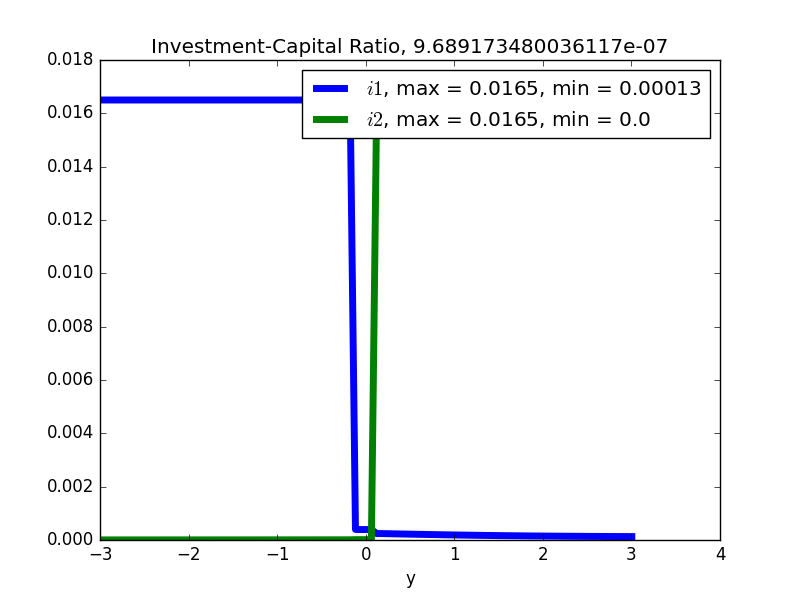 Investment-Capital Ratio, 9.689173480036117e-07
i1, max = 0.0165, min = 0.00013
i2, max = 0.0165, min = 0.0
0.018
0.016
0.014
0.012
0.010
0.008
0.006
0.004
0.002
0.000
−3 −2 −1 0 1 2 3 4
y